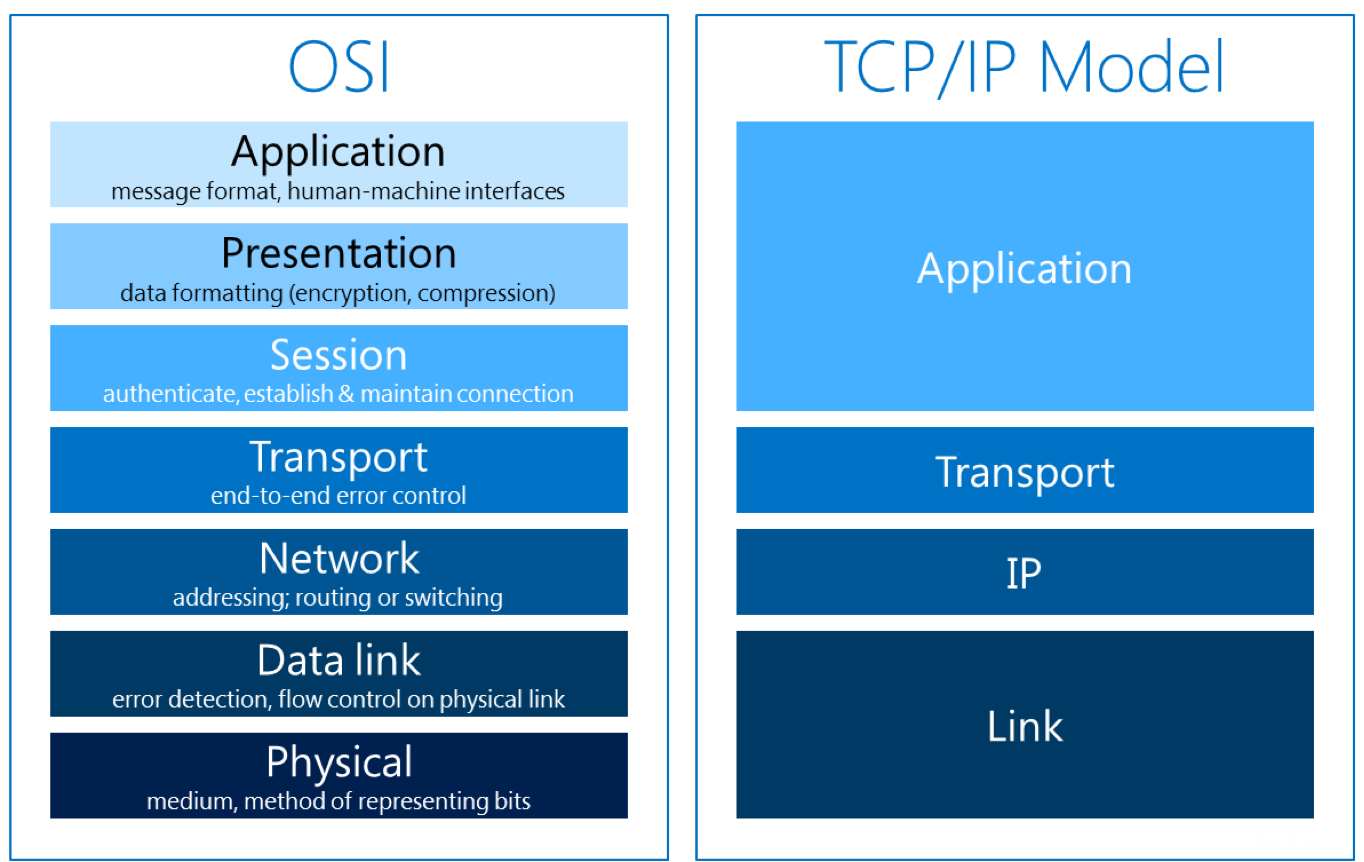 OSI
Application
message format, human-machine interfaces
Presentation
data formatting (encryption, compression)
Session
authenticate, establish & maintain connection
Transport
end-to-end error control
Network
addressing; routing or switching
Data link
error detection, flow control on physical link
Physical
medium, method of representing bits
TCP/IP Model
Application
Transport
IP
Link